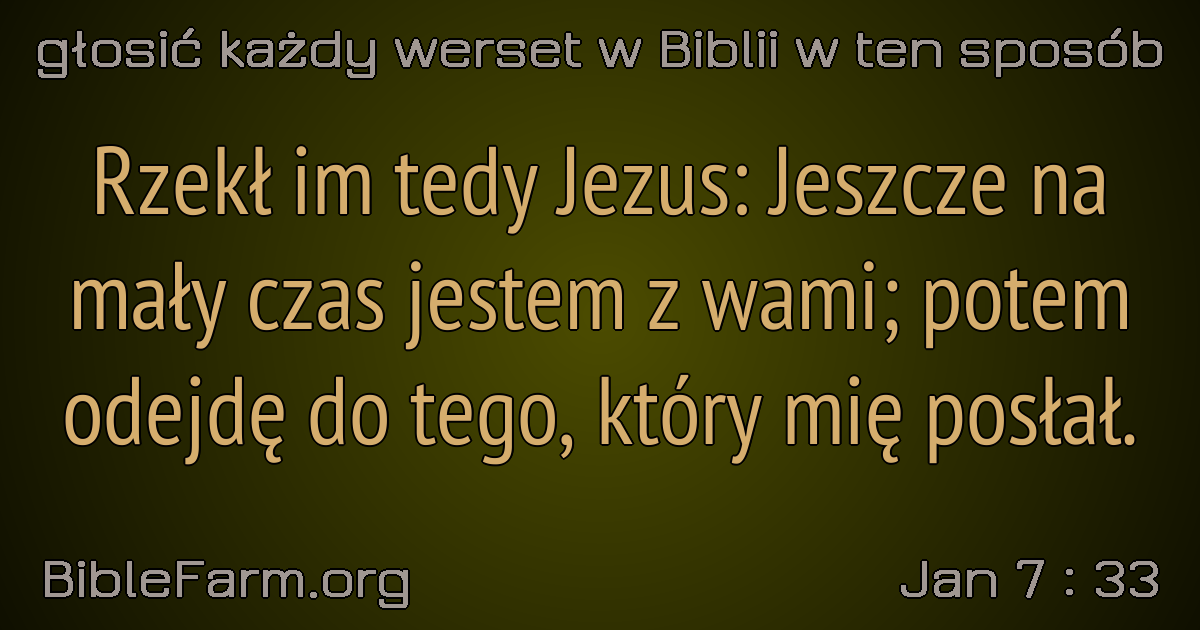 głosić każdy werset w Biblii w ten sposób
Rzekł im tedy Jezus: Jeszcze na
mały czas jestem z wami; potem
odejdę do tego, który mię posłał.
BibleFarm.org
Jan 7 : 33